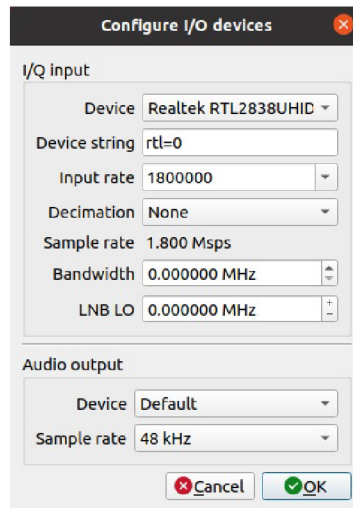 Configure I/O devices
I/Q input
Device Realtek RTL2838UHID
Device string rtl=0
Input rate 1800000
Decimation None
Sample rate 1.800 Msps
Bandwidth 0.000000 MHz
LNB LO 0.000000 MHz
Audio output
Device Default
Sample rate 48 kHz
Cancel OK